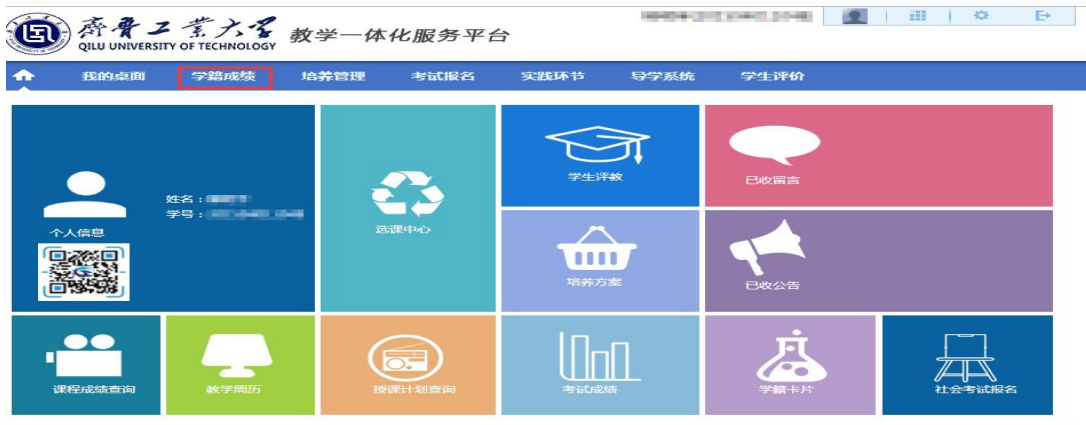 齊魯工業大學
QILU UNIVERSITY OF TECHNOLOGY
教学一体化服务平台
我的桌面 学籍成绩 培养管理 考试报名 实践环节 导学系统 学生评价
姓名：
学号：
个人信息
选课中心
学生评教
已收留言
培养方案
已收公告
课程成绩查询
教学周历
授课计划查询
考试成绩
学籍卡片
社会考试报名